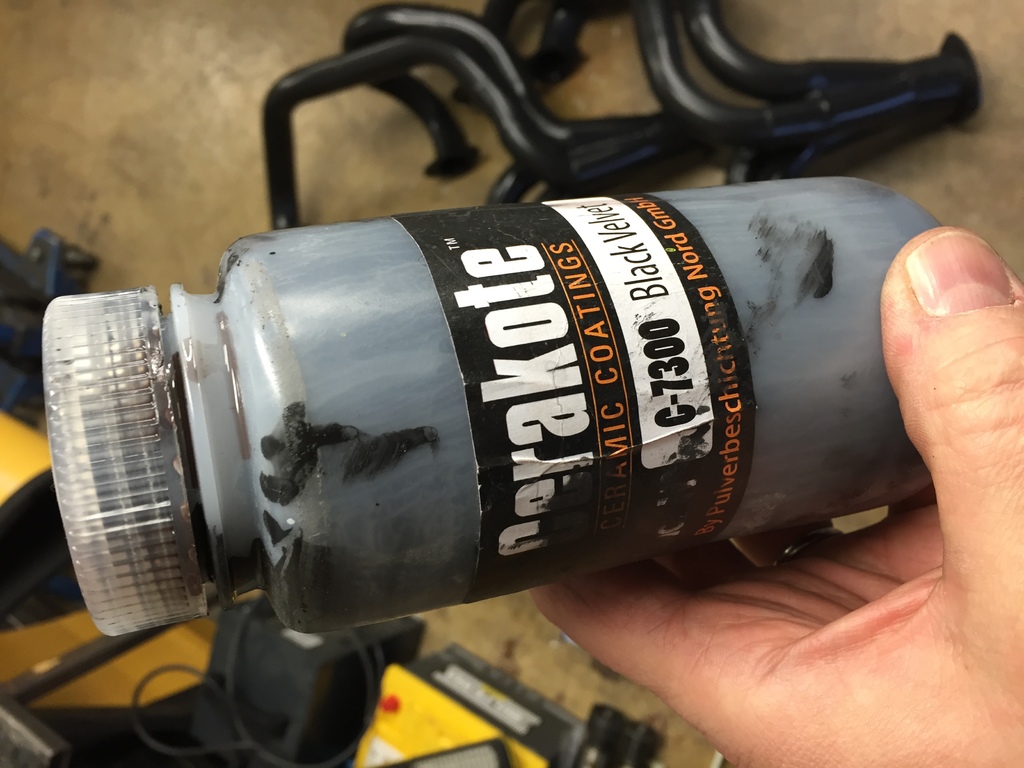 Cerakote™
CERAMIC COATINGS
C-7300 Black Velvet
By Pulverbeschichtung Nord GmbH